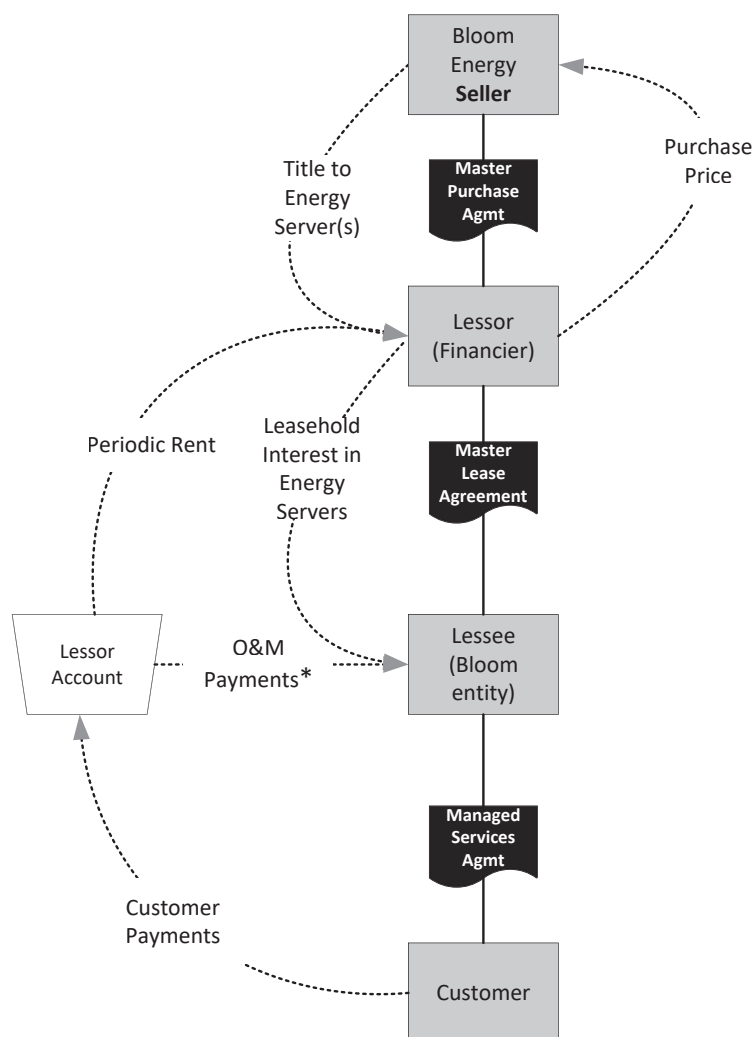 Bloom
Energy
Seller
Purchase
Price
Title to
Energy
Server(s)
Master
Purchase
Agmt
Lessor
(Financier)
Periodic Rent
Leasehold
Interest in
Energy
Servers
Master
Lease
Agreement
Lessor
Account
O&M
Payments*
Lessee
(Bloom
entity)
Managed
Services
Agmt
Customer
Payments
Customer